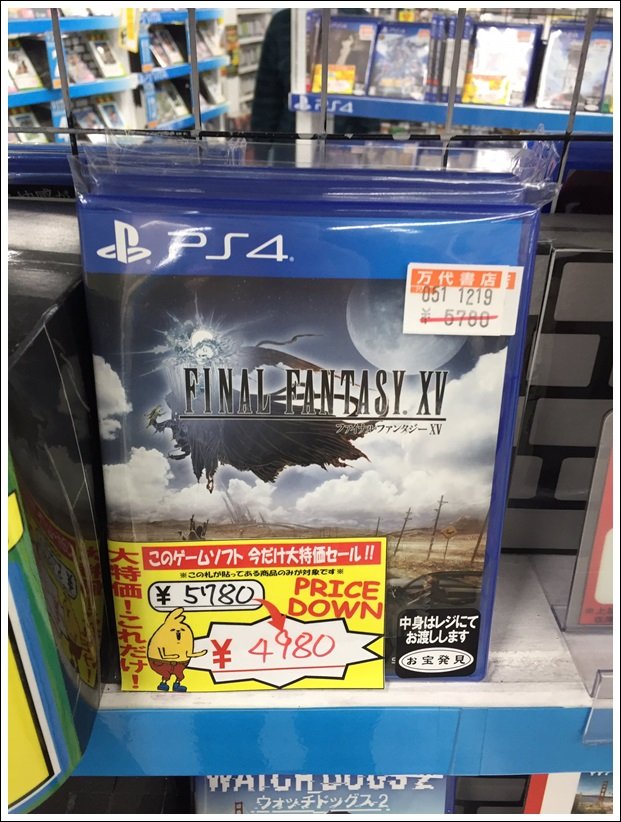 PS4
PS4
万代書店
051 1219
¥ 5780
FINAL FANTASY XV
ファイナルファンタジー XV
大特価!これだけ!
このゲームソフト 今だけ大特価セール!!
※この札が貼ってある商品のみが対象です※
¥ 5780
PRICE
DOWN
¥ 4980
中身はレジにて
お渡しします
お宝発見
WATCH DOGS 2
ウォッチドッグス2